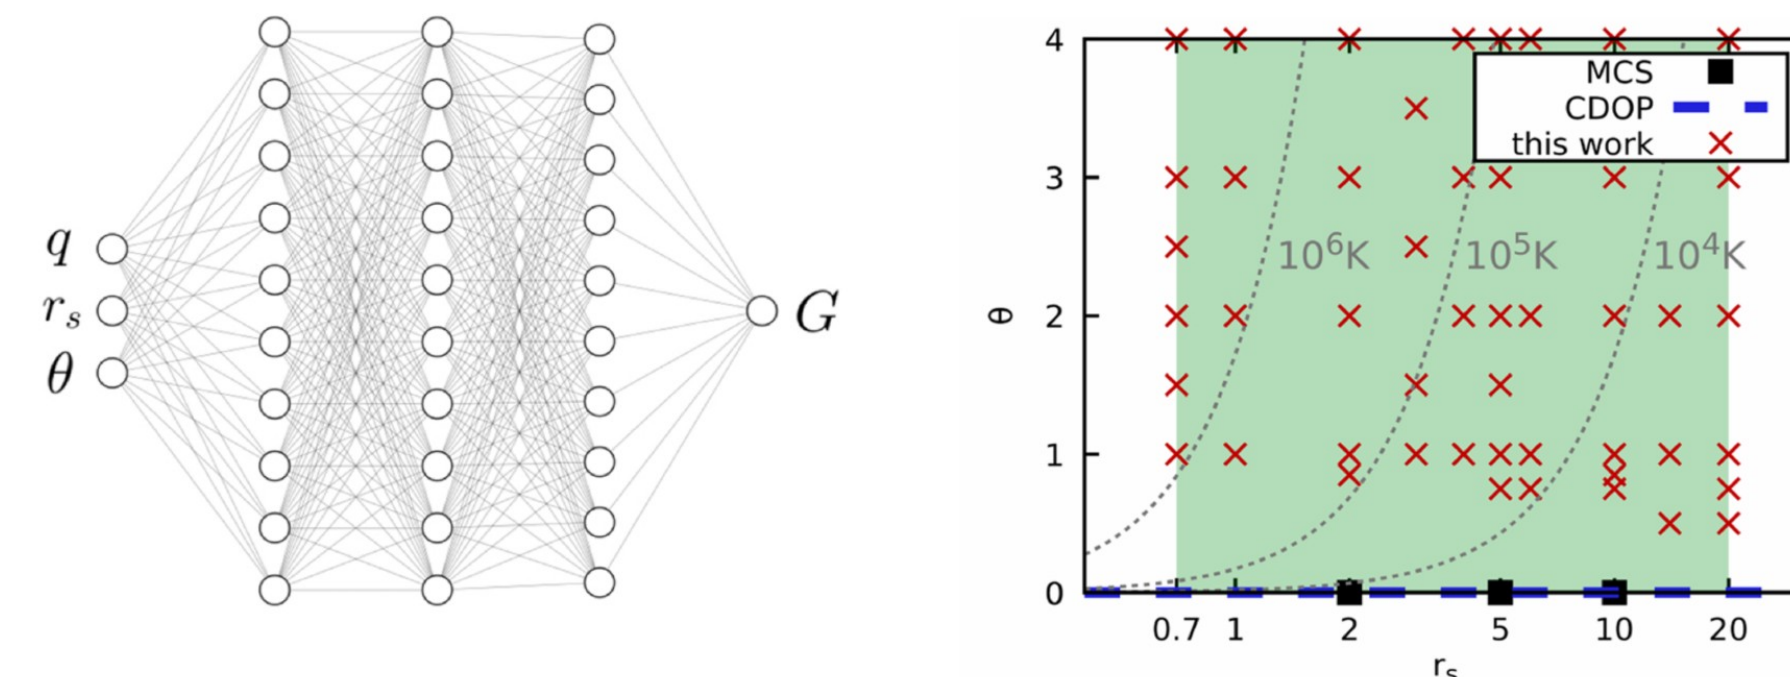 q
r_s
θ
G
4
3
2
1
0
θ
MCS
CDOP
this work
10^6K
10^5K
10^4K
0.7 1 2 5 10 20
r_s